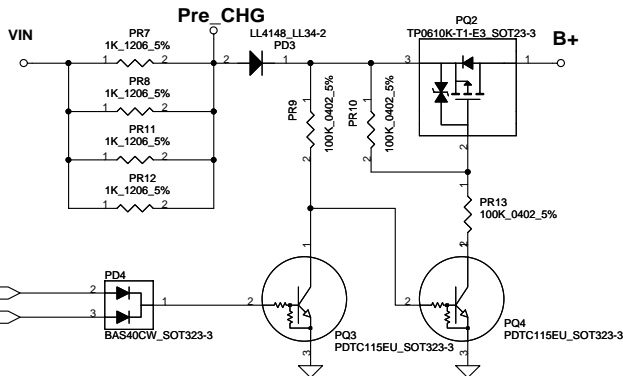 VIN
PR7
1K_1206_5%
1 2
PR8
1K_1206_5%
1 2
PR11
1K_1206_5%
1 2
PR12
1K_1206_5%
1 2
Pre_CHG
LL4148_LL34-2
PD3
2 1
PR9
100K_0402_5%
1 2
PR10
100K_0402_5%
1 2
PQ2
TP0610K-T1-E3_SOT23-3
3 1
2
B+
PR13
100K_0402_5%
1 2
PD4
2 1
3
BAS40CW_SOT323-3
1
2
3
PQ3
PDTC115EU_SOT323-3
2
3
PQ4
PDTC115EU_SOT323-3